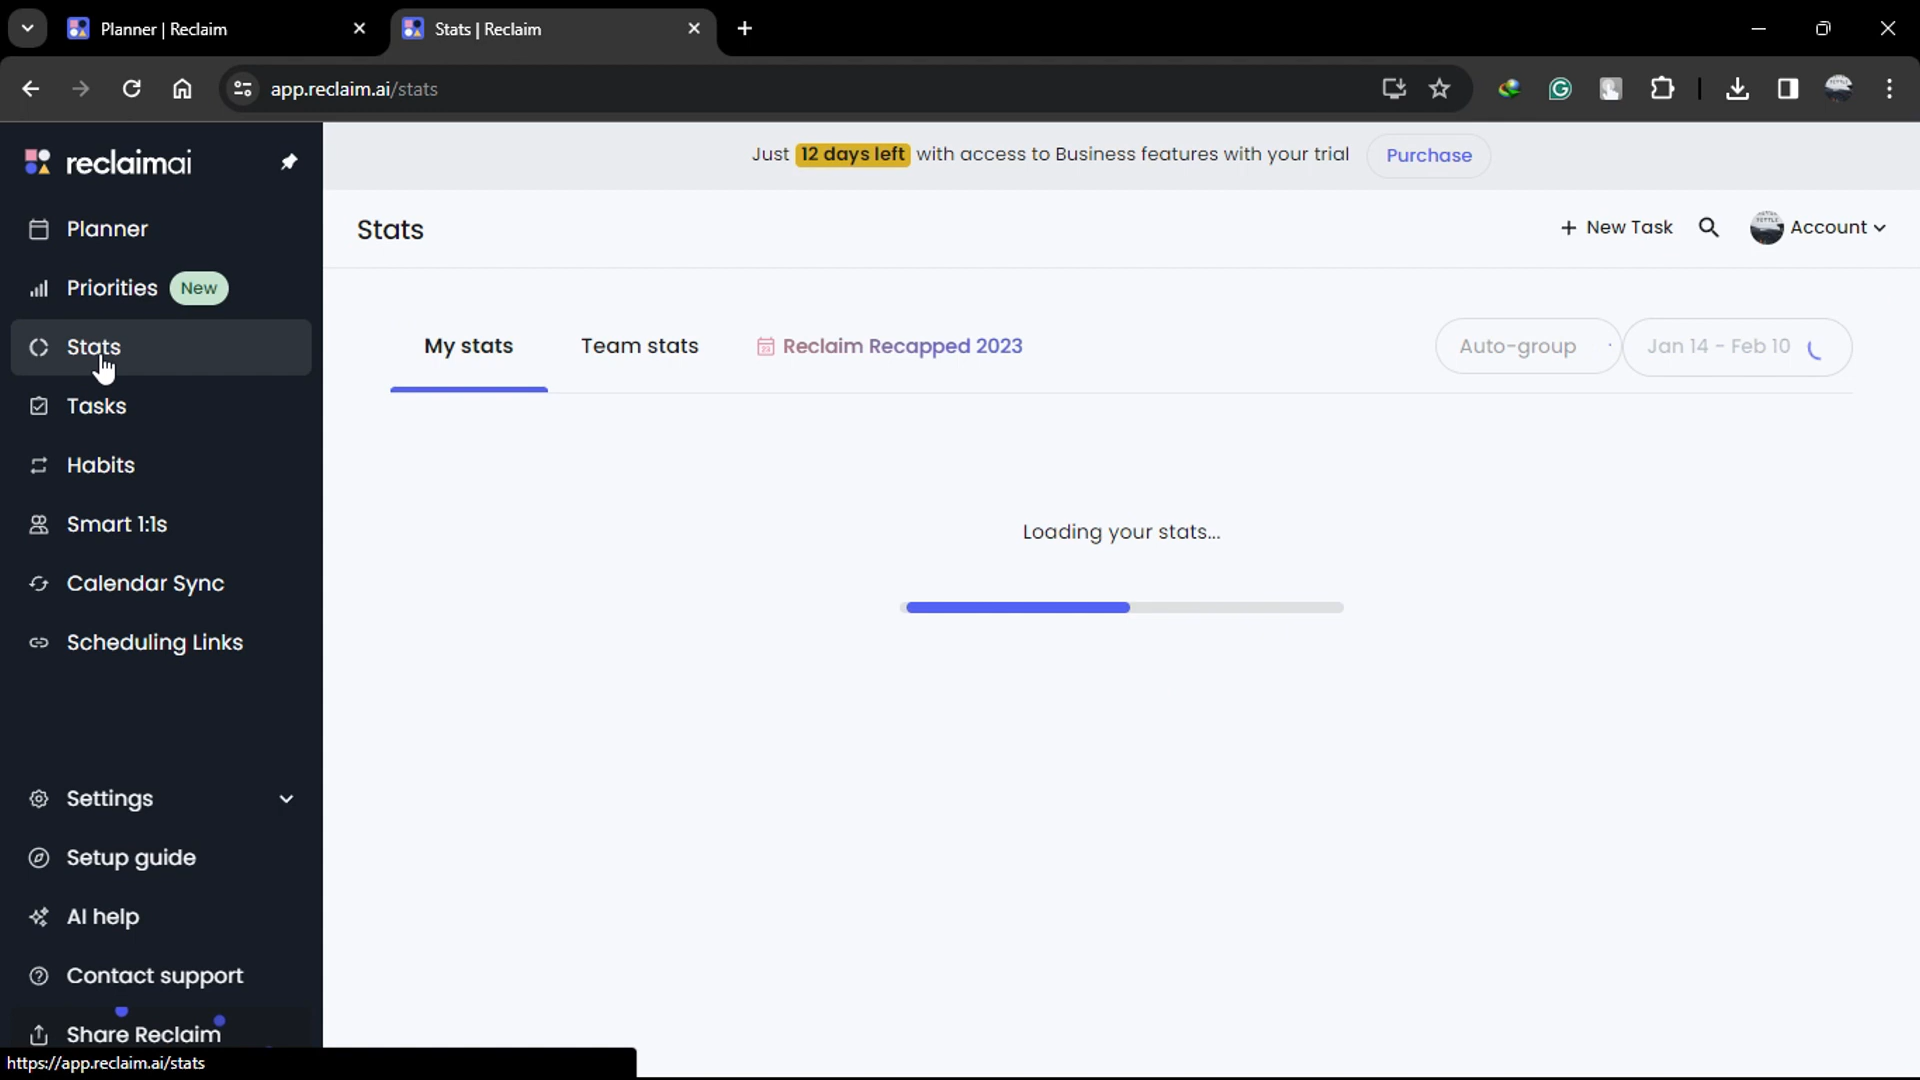 Planner | Reclaim
Stats | Reclaim
app.reclaim.ai/stats
reclaimai
Just 12 days left with access to Business features with your trial
Purchase
Planner
Priorities New
Stats
Tasks
Habits
Smart 1:1s
Calendar Sync
Scheduling Links
Settings
Setup guide
AI help
Contact support
Share Reclaim
https://app.reclaim.ai/stats
Stats
New Task
Account
My stats
Team stats
Reclaim Recapped 2023
Auto-group
Jan 14 - Feb 10
Loading your stats...